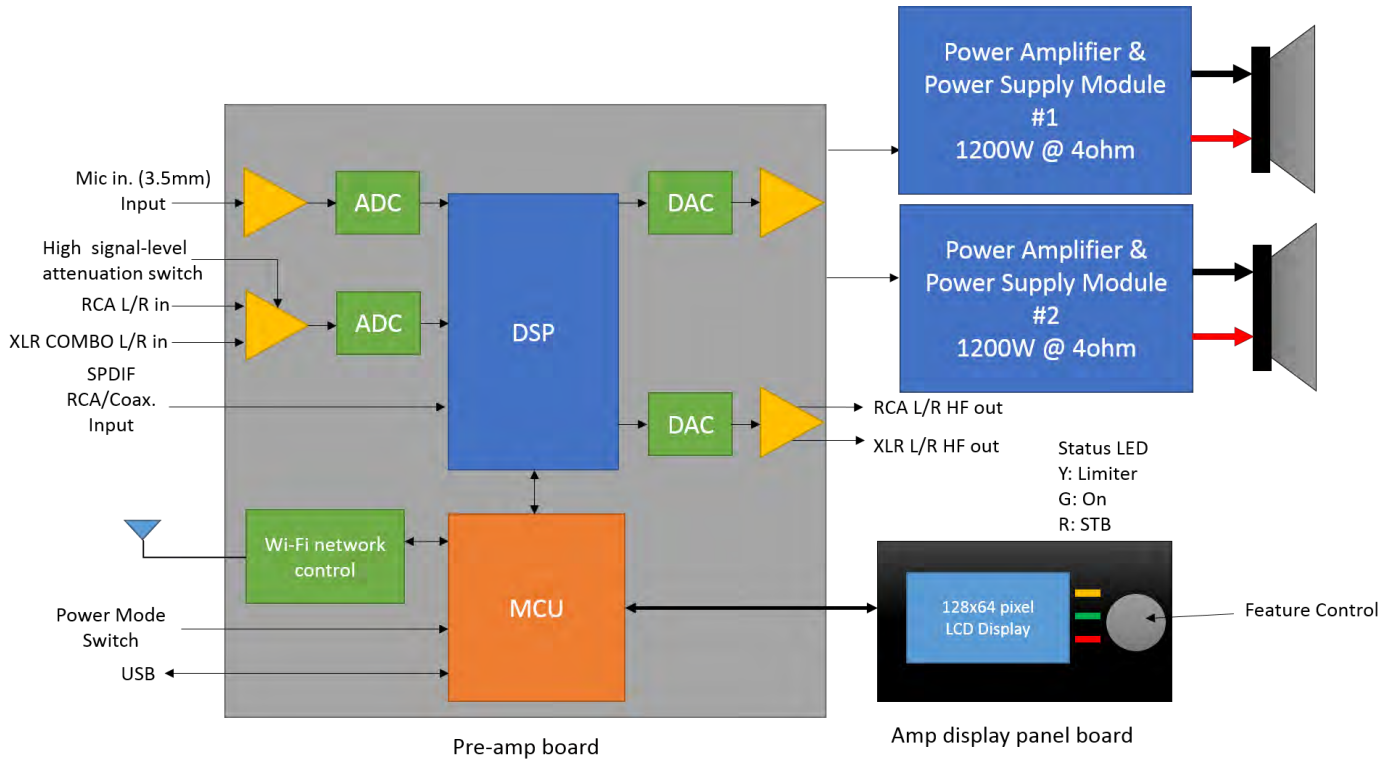 Power Amplifier &
Power Supply Module
#1
1200W @ 4ohm
Mic in. (3.5mm)
Input
ADC
DAC
High  signal-level
attenuation switch
RCA L/R in
XLR COMBO L/R in
ADC
DSP
Power Amplifier &
Power Supply Module
#2
1200W @ 4ohm
SPDIF
RCA/Coax.
Input
DAC
RCA L/R HF out
XLR L/R HF out
Status LED
Y: Limiter
G: On
R: STB
Wi-Fi network
control
MCU
Power Mode
Switch
USB
128x64 pixel
LCD Display
Feature Control
Pre-amp board
Amp display panel board